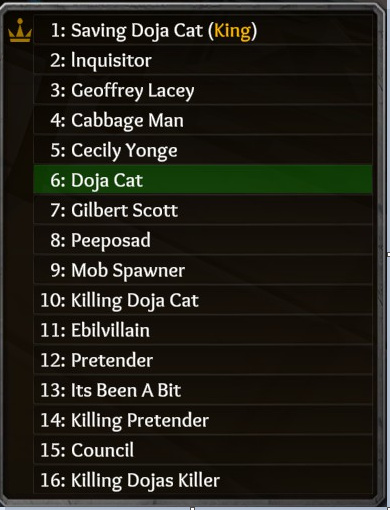 1: Saving Doja Cat (King)
2: lnquisitor
3: Geoffrey Lacey
4: Cabbage Man
5: Cecily Yonge
6: Doja Cat
7: Gilbert Scott
8: Peeposad
9: Mob Spawner
10: Killing Doja Cat
11: Ebilvillain
12: Pretender
13: Its Been A Bit
14: Killing Pretender
15: Council
16: Killing Dojas Killer